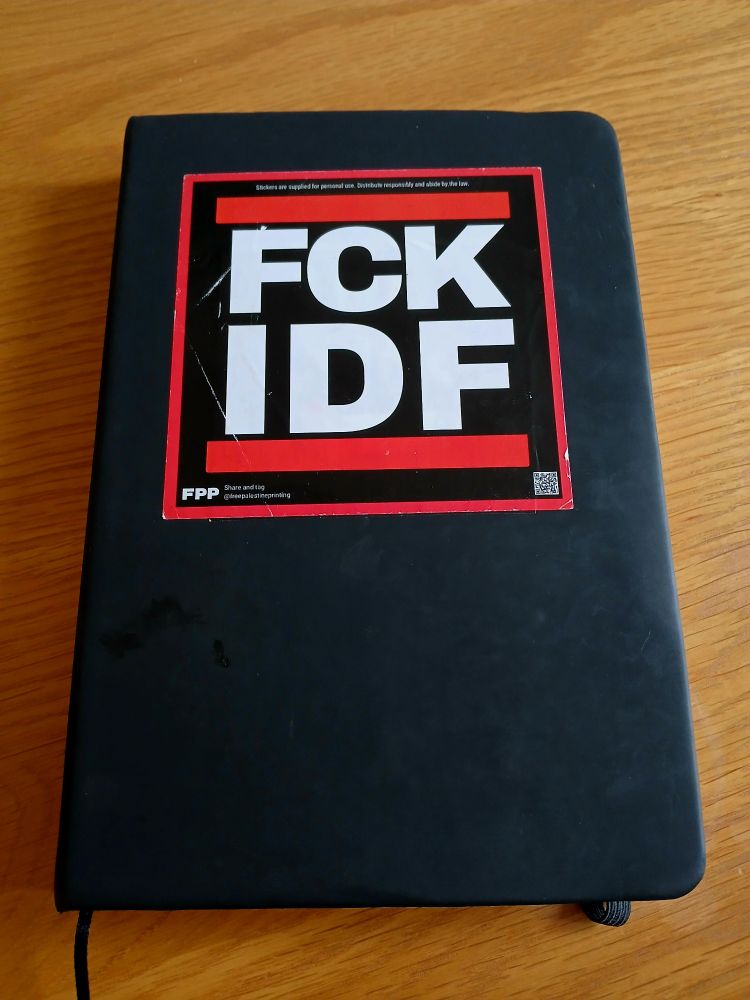 Stickers are supplied for personal use. Distribute responsibly and abide by the law.
FCK
IDF
FPP
Share and tag
@freepalestineprinting